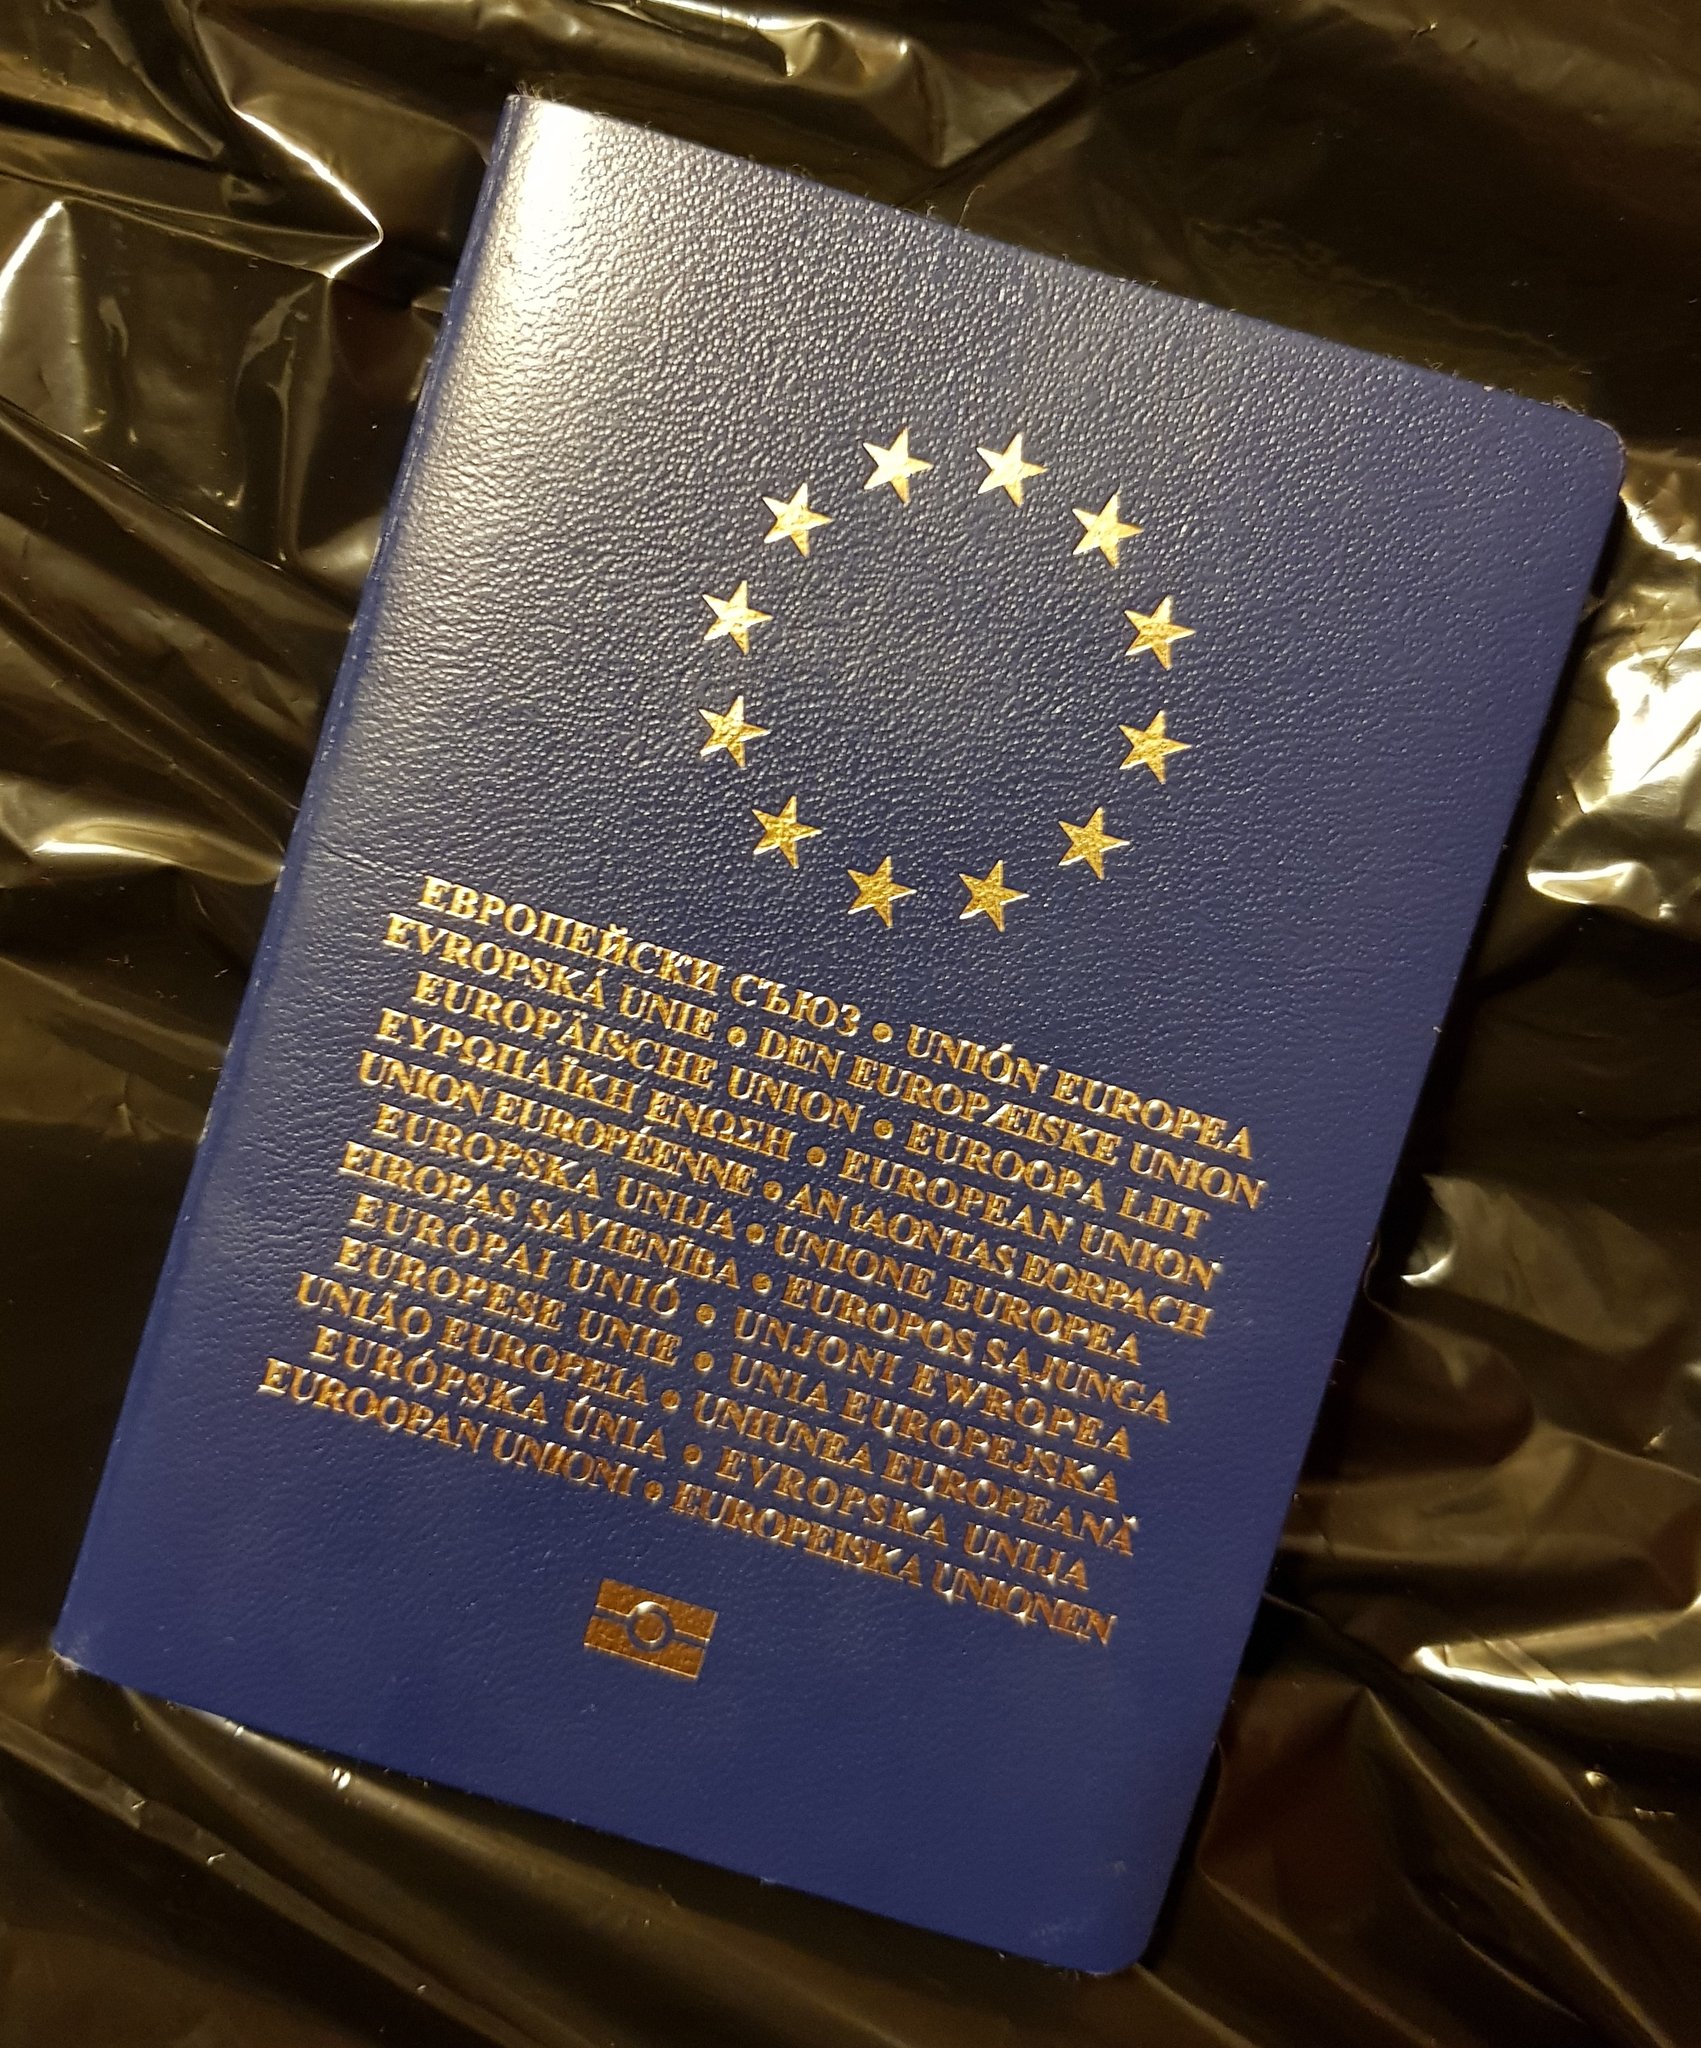 ЕВРОПЕЙСКИ СЪЮЗ • UNIÓN EUROPEA
EVROPSKÁ UNIE • DEN EUROPÆISKE UNION
EUROPÄISCHE UNION • EUROOPA LIIT
ΕΥΡΩΠΑΪΚΗ ΕΝΩΣΗ • EUROPEAN UNION
UNION EUROPÉENNE • AN tAONTAS EORPACH
EUROPSKA UNIJA • UNIONE EUROPEA
EIROPAS SAVIENĪBA • EUROPOS SĄJUNGA
EURÓPAI UNIÓ • UNJONI EWROPEA
EUROPESE UNIE • UNIA EUROPEJSKA
UNIÃO EUROPEIA • UNIUNEA EUROPEANĂ
EURÓPSKA ÚNIA • EVROPSKA UNIJA
EUROOPAN UNIONI • EUROPEISKA UNIONEN